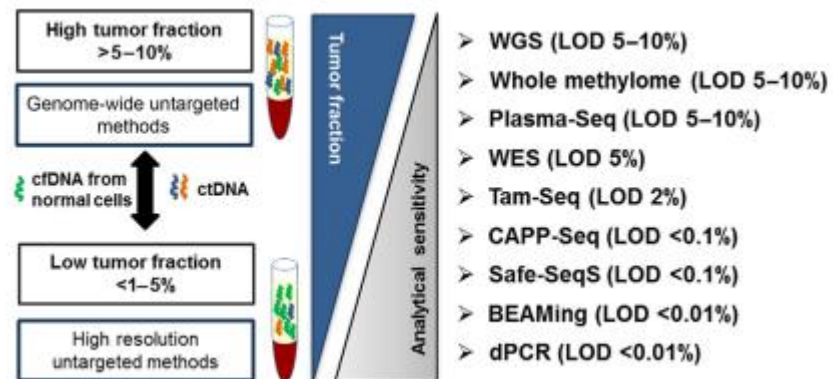 High tumor fraction
>5–10%
Genome-wide untargeted
methods
cfDNA from
normal cells
ctDNA
Low tumor fraction
<1–5%
High resolution
untargeted methods
Tumor fraction
Analytical sensitivity
➢ WGS (LOD 5–10%)
➢ Whole methylome (LOD 5–10%)
➢ Plasma-Seq (LOD 5–10%)
➢ WES (LOD 5%)
➢ Tam-Seq (LOD 2%)
➢ CAPP-Seq (LOD <0.1%)
➢ Safe-SeqS (LOD <0.1%)
➢ BEAMing (LOD <0.01%)
➢ dPCR (LOD <0.01%)